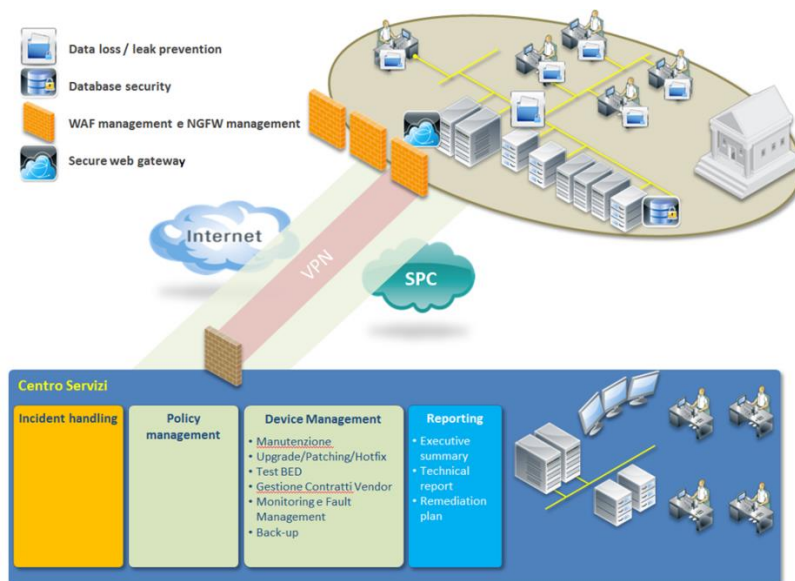 Data loss / leak prevention
Database security
WAF management e NGFW management
Secure web gateway
Internet
VPN
SPC
Centro Servizi
Incident handling
Policy
management
Device Management
• Manutenzione
• Upgrade/Patching/Hotfix
• Test BED
• Gestione Contratti Vendor
• Monitoring e Fault
Management
• Back-up
Reporting
• Executive
summary
• Technical
report
• Remediation
plan